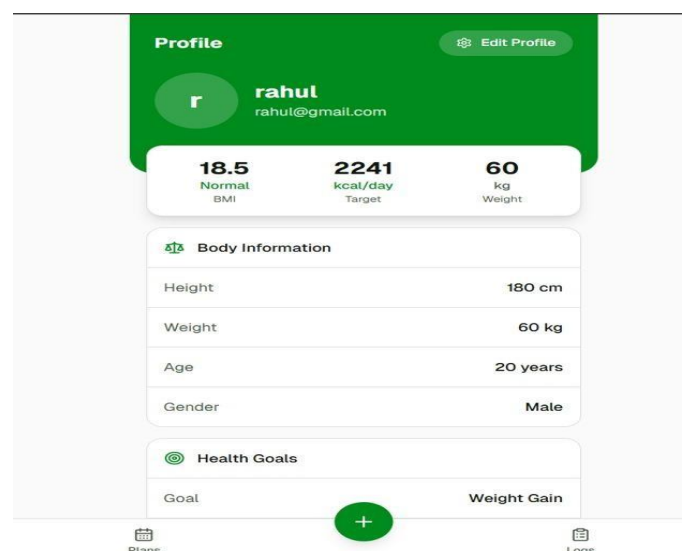 Profile
Edit Profile
r
rahul
rahul@gmail.com
18.5 2241 60
Normal kcal/day kg
BMI Target Weight
Body Information
Height 180 cm
Weight 60 kg
Age 20 years
Gender Male
Health Goals
Goal Weight Gain
+
Plans Logs